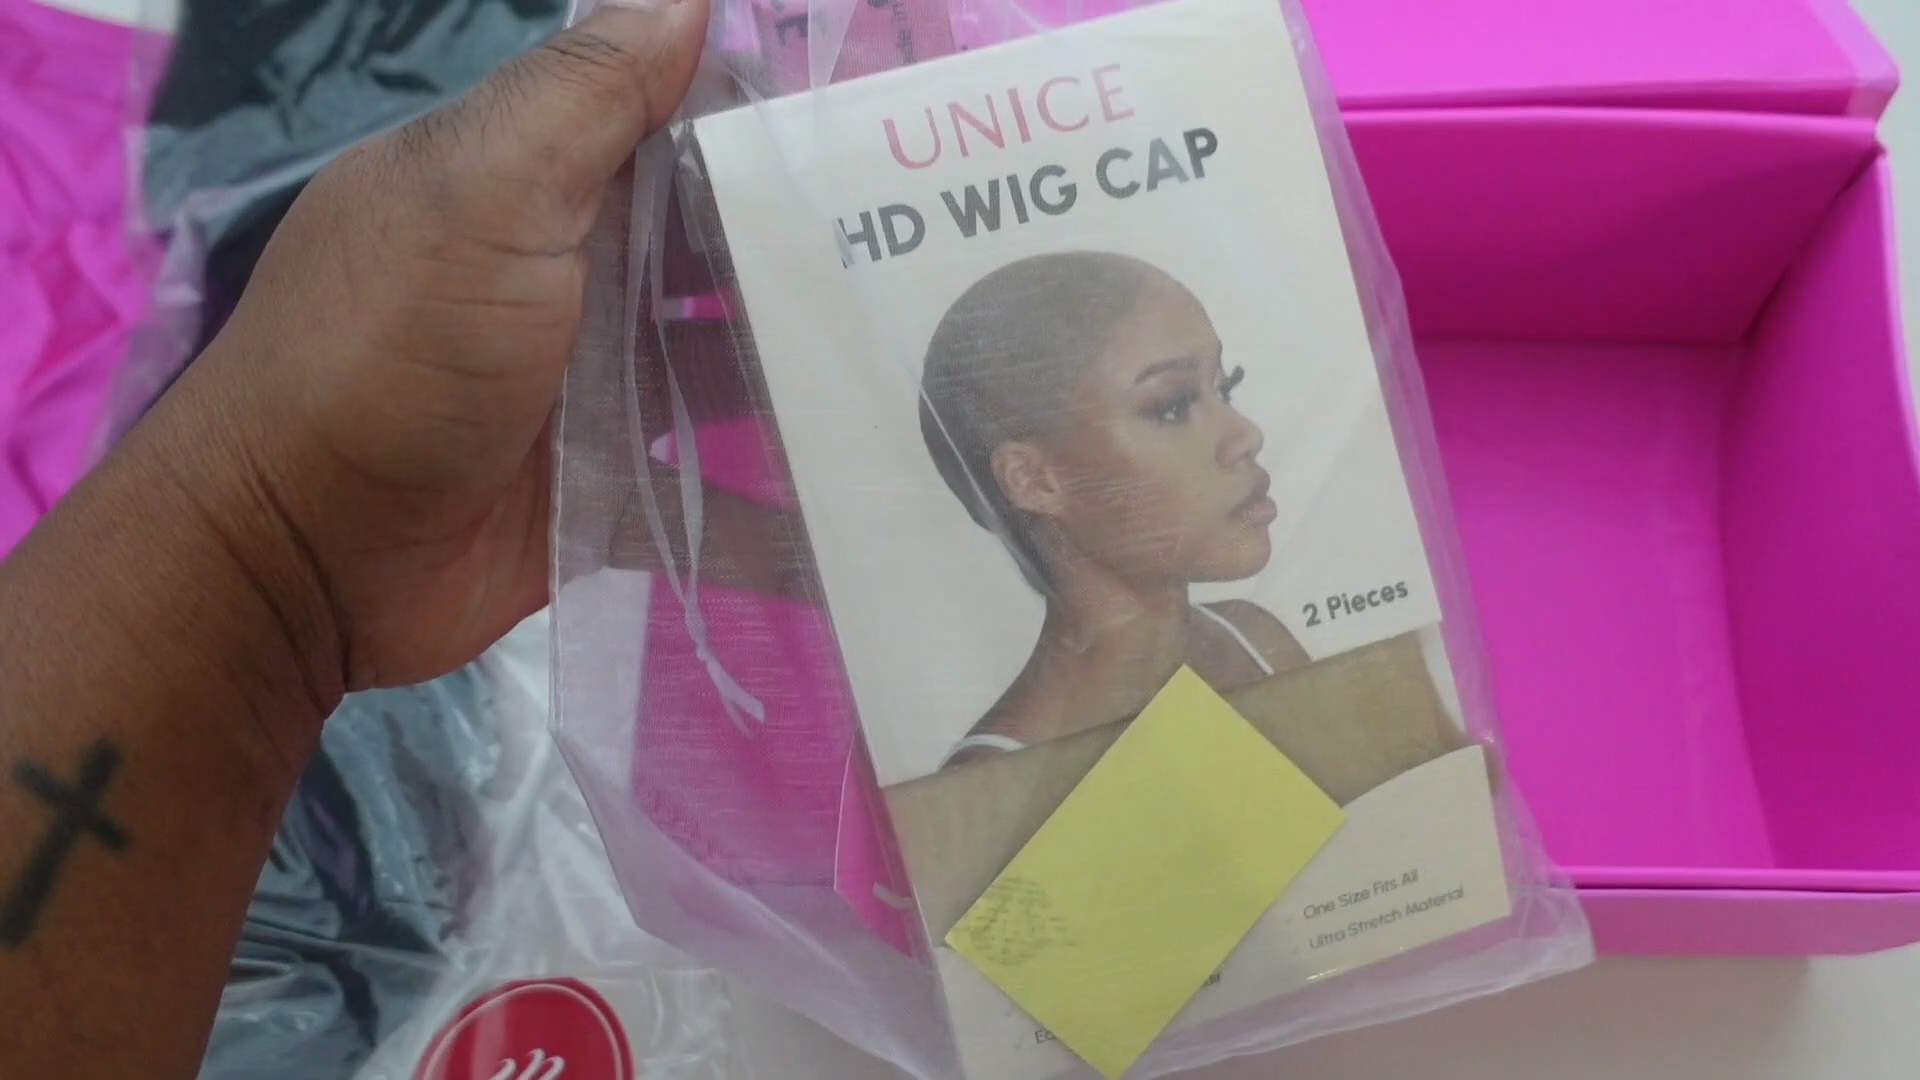 UNICE
HD WIG CAP
2 Pieces
One Size Fits All
Ultra Stretch Material